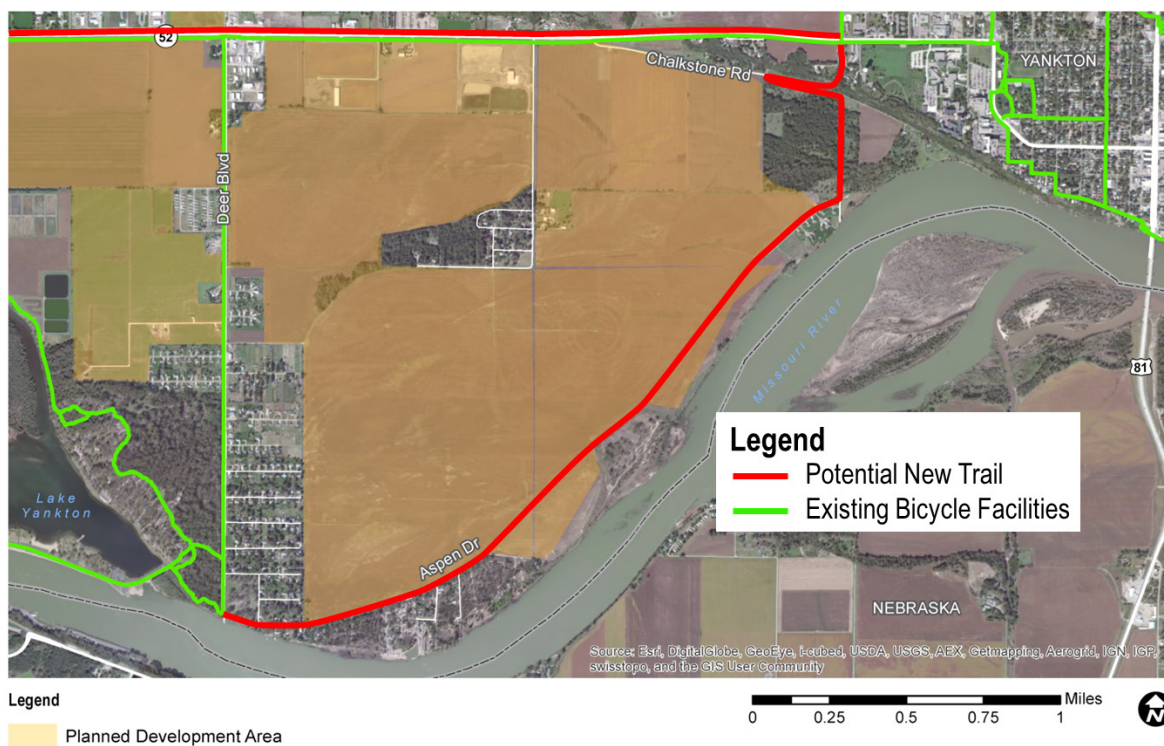 52
Chalkstone Rd
YANKTON
Deer Blvd
Missouri River
81
Legend
Potential New Trail
Existing Bicycle Facilities
Lake
Yankton
Aspen Dr
NEBRASKA
Source: Esri, DigitalGlobe, GeoEye, i-cubed, USDA, USGS, AEX, Getmapping, Aerogrid, IGN, IGP,
swisstopo, and the GIS User Community
Legend
Planned Development Area
Miles
0 0.25 0.5 0.75 1
N